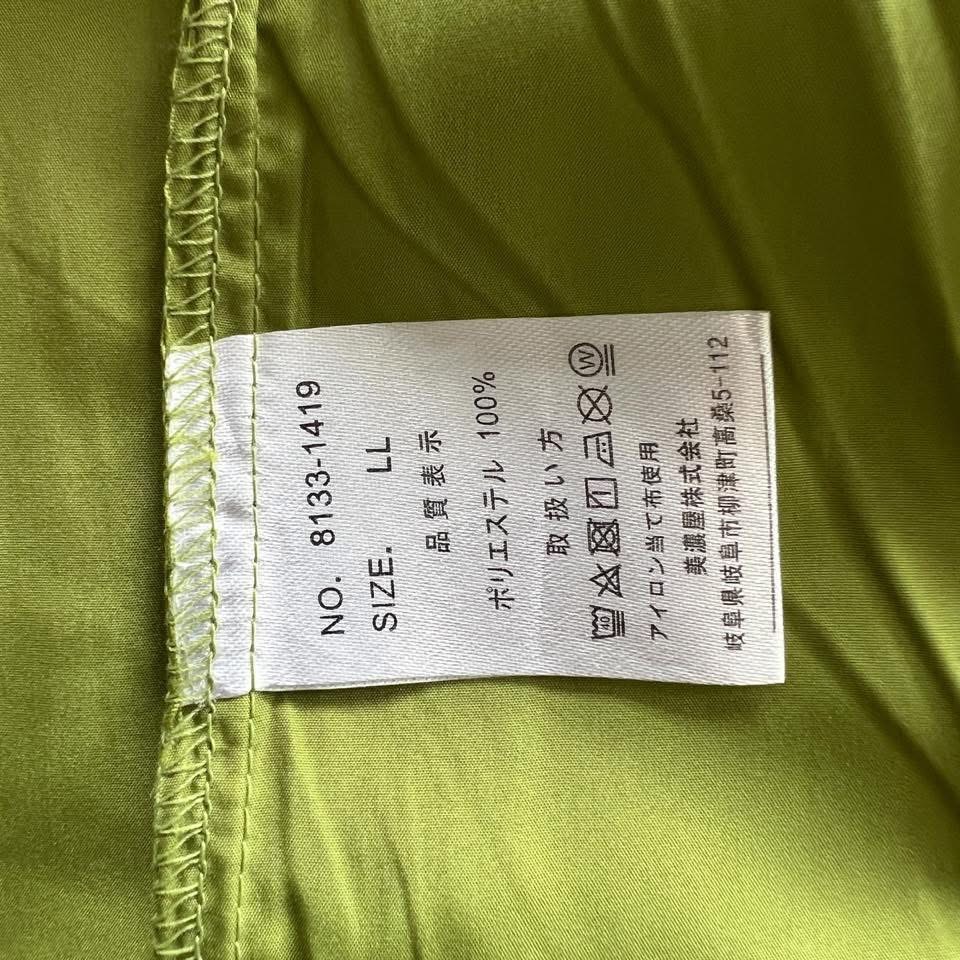 NO. 8133-1419
SIZE. LL
品質表示
ポリエステル 100%
取扱い方
40 W
アイロン当て布使用
美濃屋株式会社
岐阜県岐阜市柳津町高桑5-112